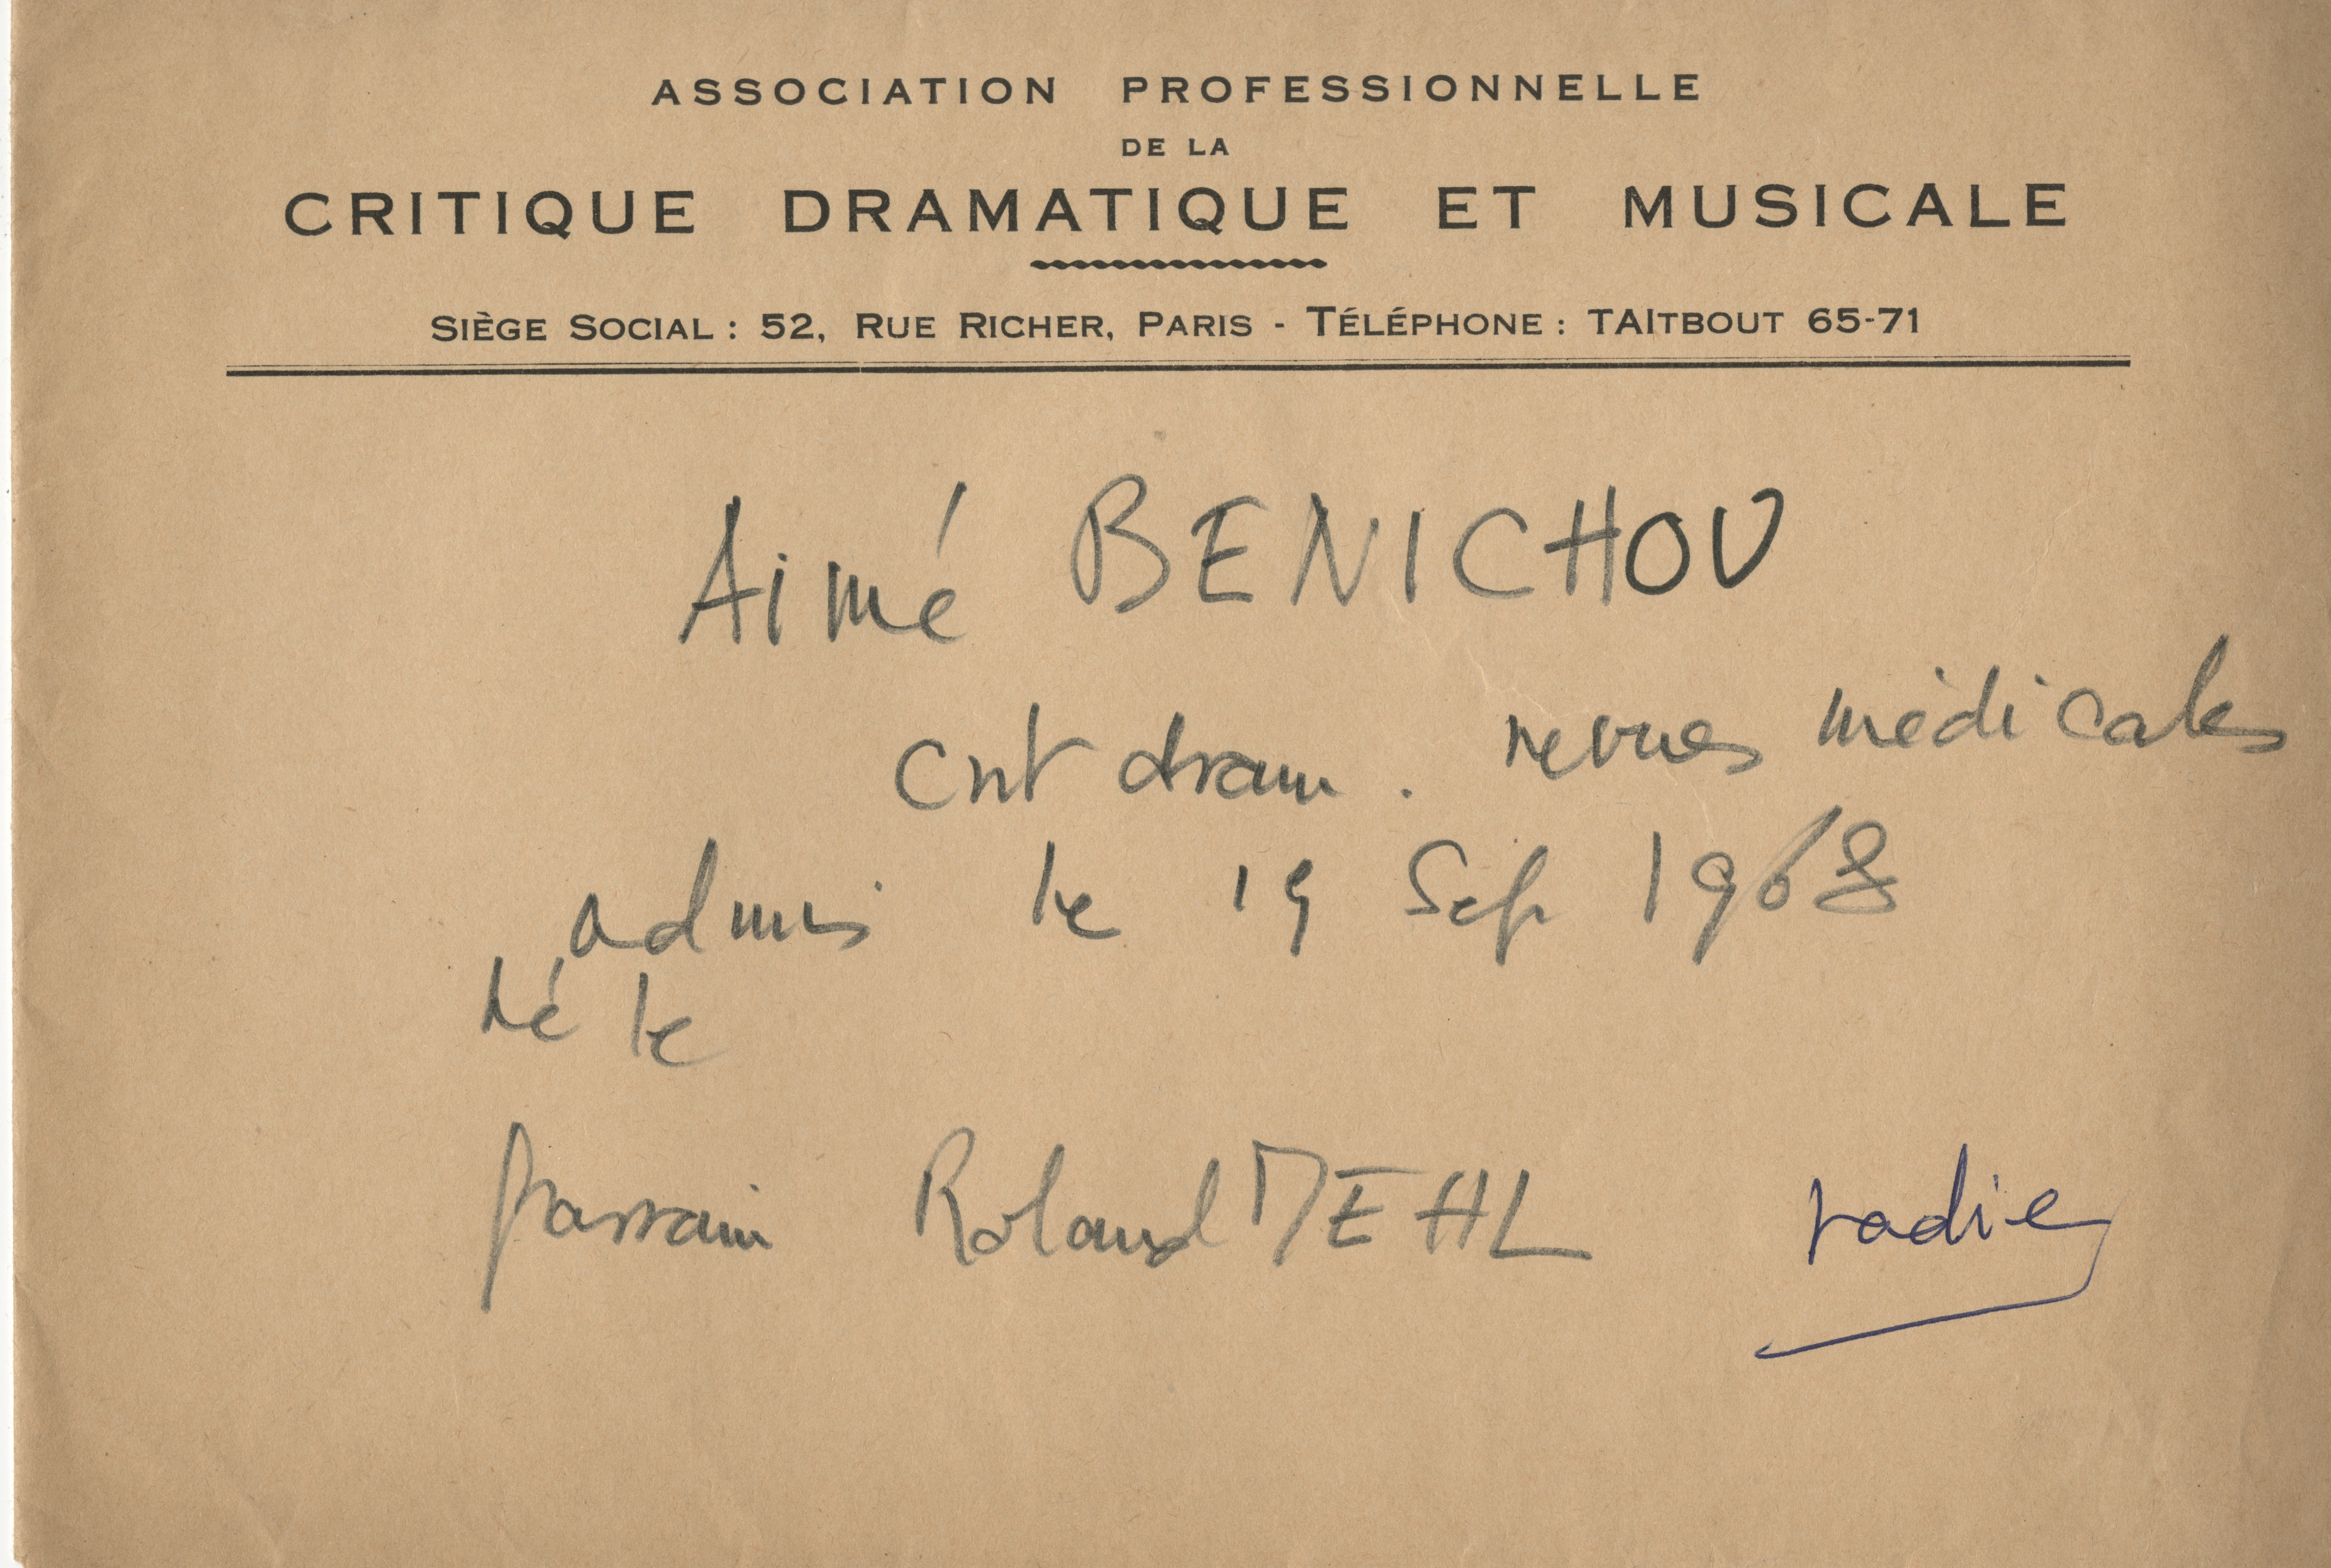 ASSOCIATION PROFESSIONNELLE
DE LA
CRITIQUE DRAMATIQUE ET MUSICALE
SIÈGE SOCIAL : 52, RUE RICHER, PARIS - TÉLÉPHONE : TAITBOUT 65-71
Aimé BENICHOU
Crit dram. revues médicales
admis le 19 Sep 1968
né le
parrain Roland MEHL radié